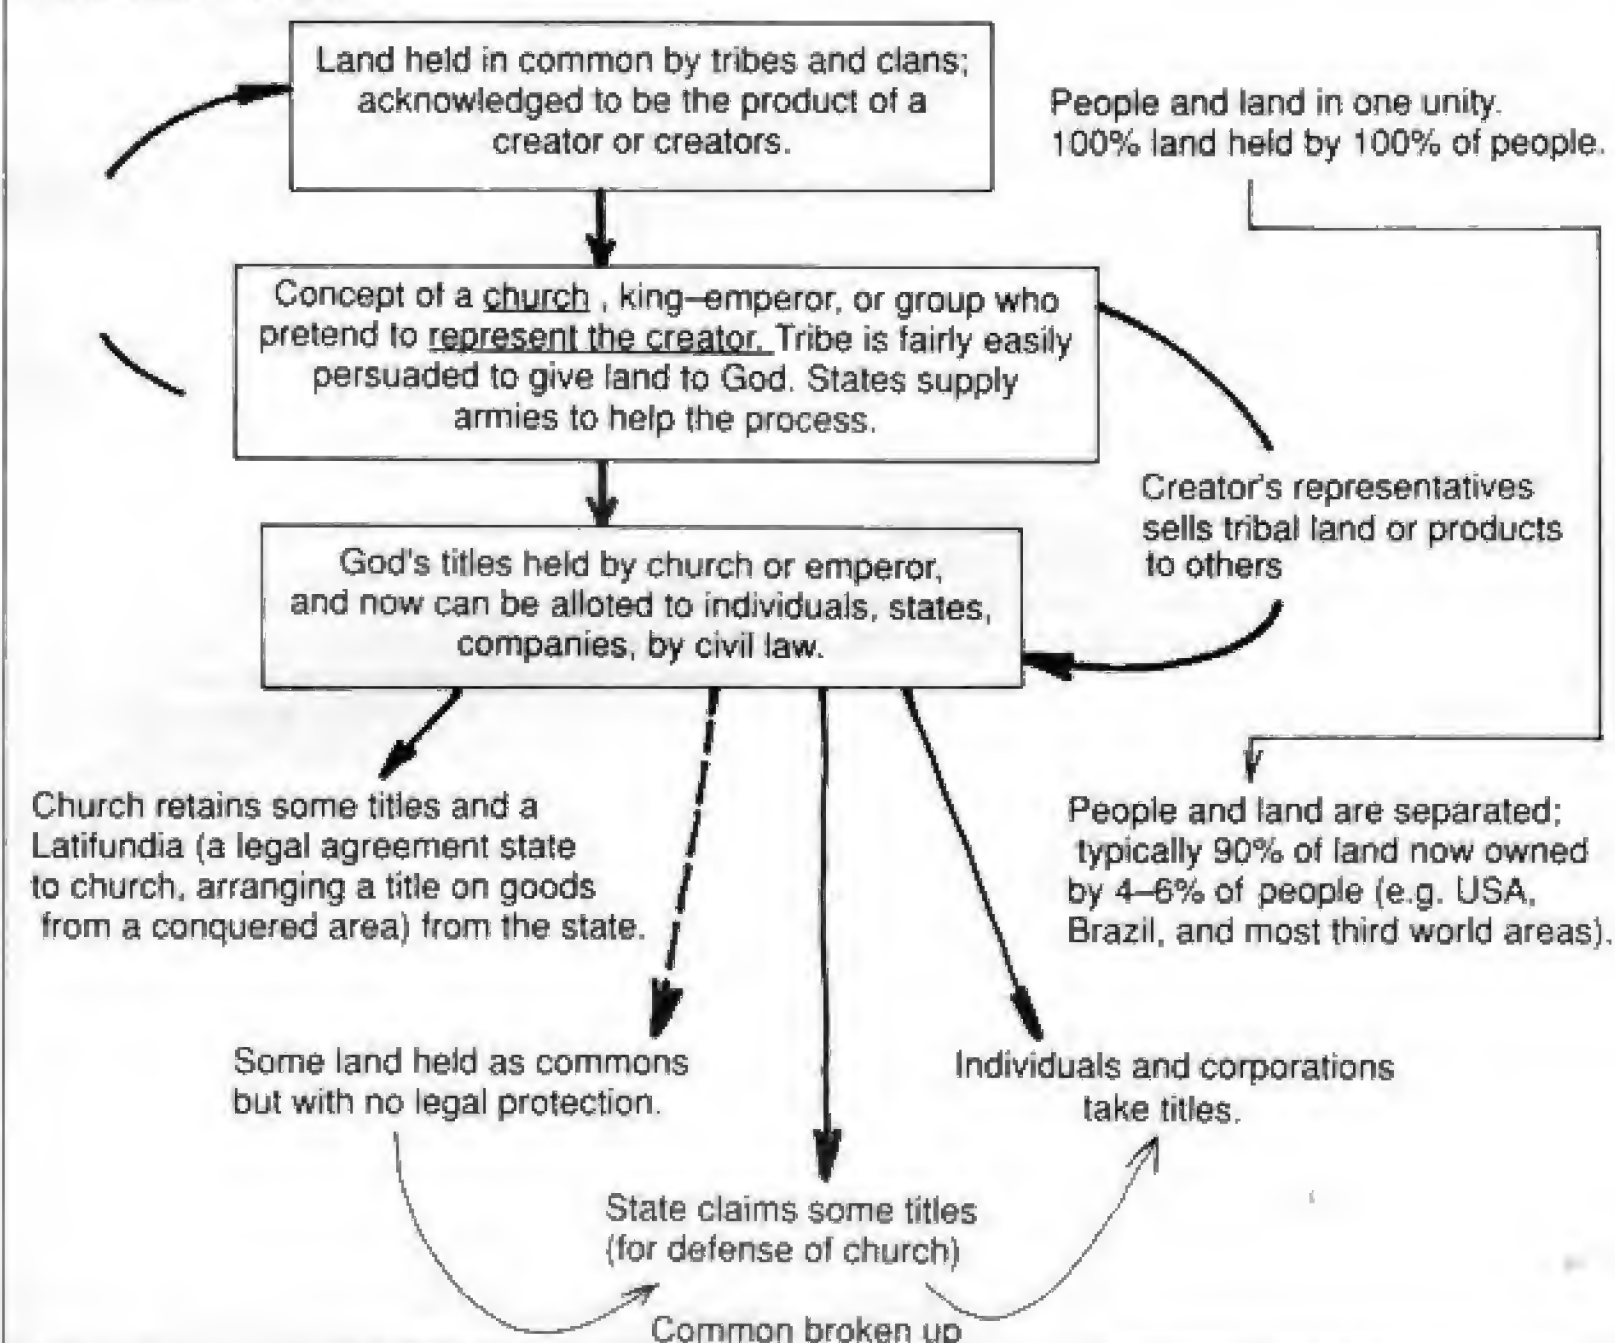 Land held in common by tribes and clans;
acknowledged to be the product of a
creator or creators.
People and land in one unity.
100% land held by 100% of people.
Concept of a church , king–emperor, or group who
pretend to represent the creator. Tribe is fairly easily
persuaded to give land to God. States supply
armies to help the process.
Creator's representatives
sells tribal land or products
to others
God's titles held by church or emperor,
and now can be alloted to individuals, states,
companies, by civil law.
Church retains some titles and a
Latifundia (a legal agreement state
to church, arranging a title on goods
from a conquered area) from the state.
People and land are separated;
typically 90% of land now owned
by 4–6% of people (e.g. USA,
Brazil, and most third world areas).
Some land held as commons
but with no legal protection.
Individuals and corporations
take titles.
State claims some titles
(for defense of church)
Common broken up